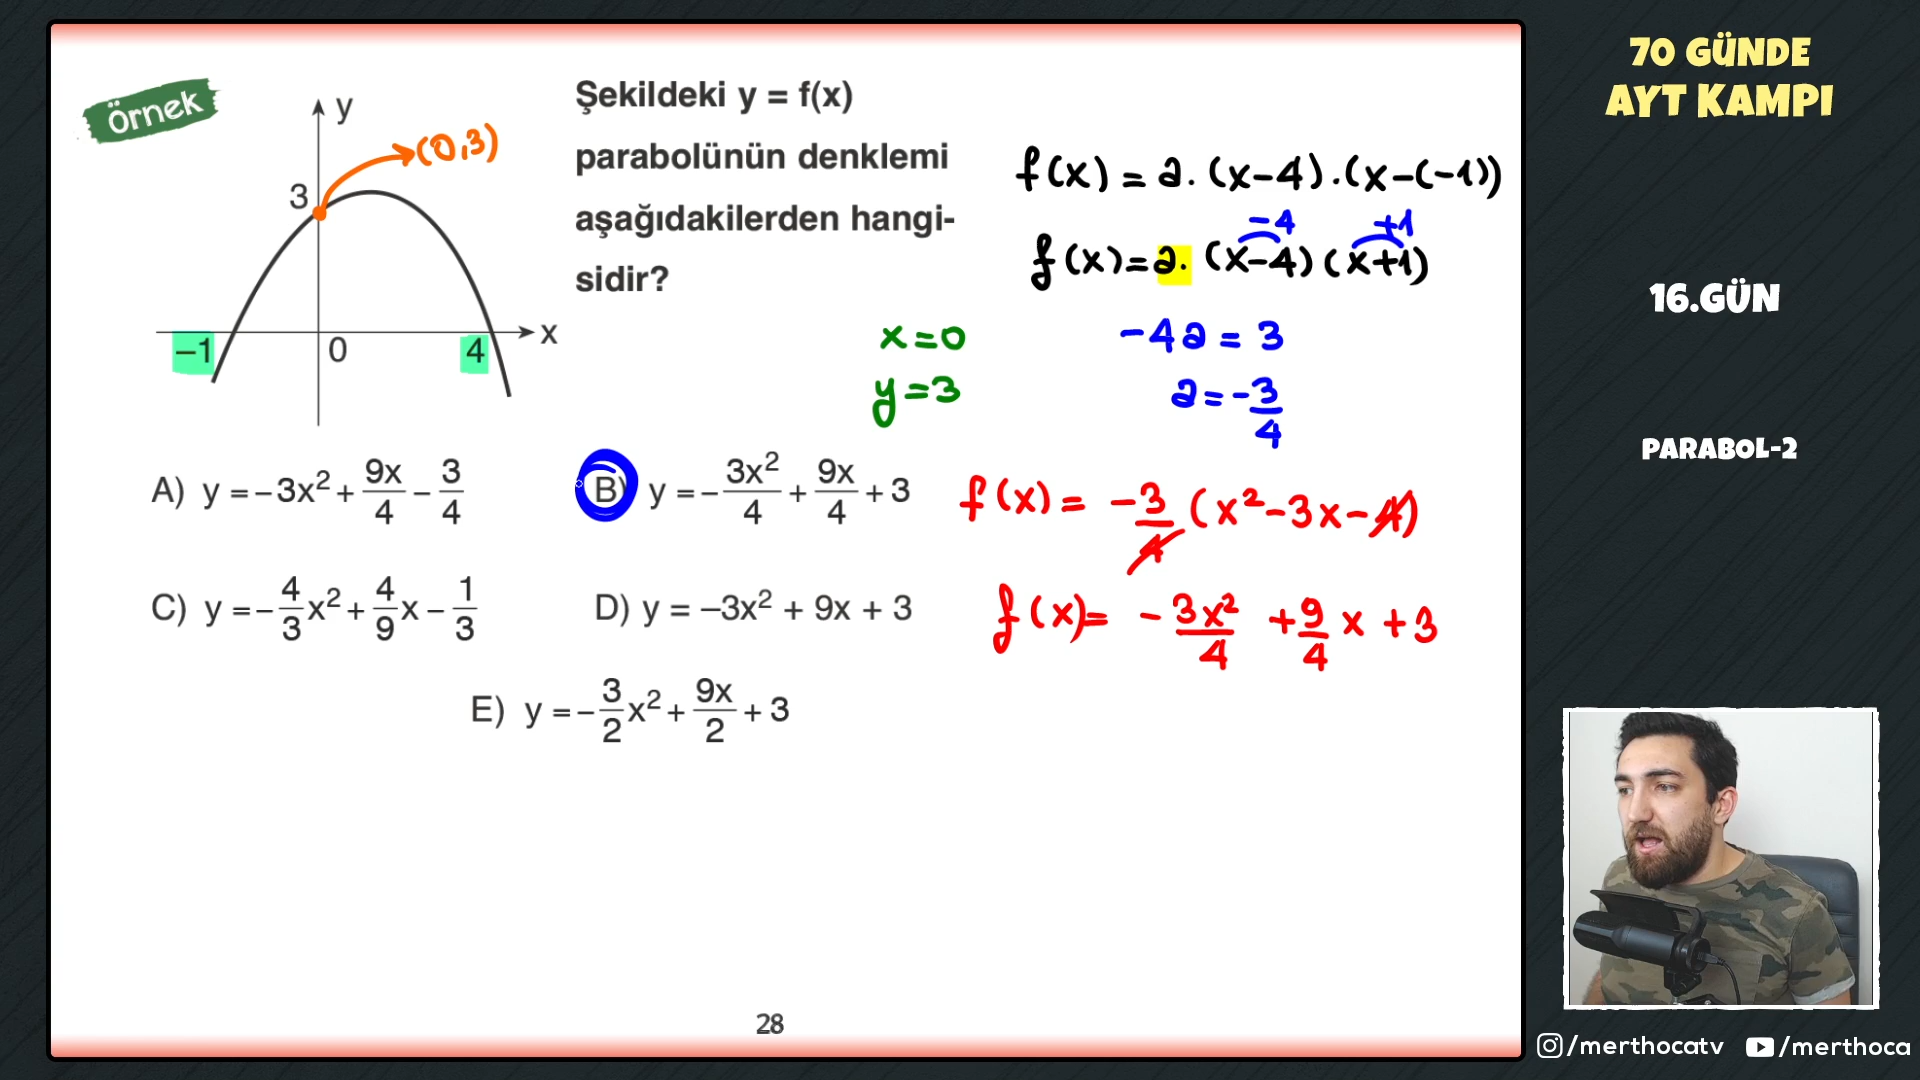 Örnek
y
(0,3)
3
–1
0
4
x
Şekildeki y = f(x)
parabolünün denklemi
aşağıdakilerden hangi-
sidir?
f(x) = a.(x-4).(x-(-1))
-4 +1
f(x)=a.(x-4)(x+1)
x=0
y=3
-4a = 3
a = -3/4
A) y = -3x² + 9x/4 - 3/4
B) y = -3x²/4 + 9x/4 + 3
C) y = -4/3x² + 4/9x - 1/3
D) y = –3x² + 9x + 3
E) y = -3/2x² + 9x/2 + 3
f(x) = -3/4 (x²-3x-4)
f(x)= -3x²/4 + 9/4 x +3
28
70 GÜNDE
AYT KAMPI
16.GÜN
PARABOL-2
/merthocatv
/merthoca